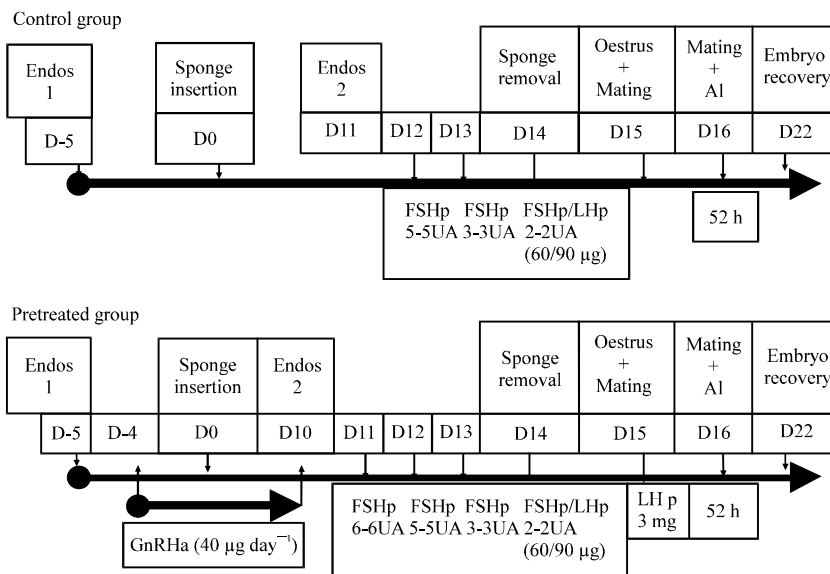 Control group
Endos 1
Sponge insertion
Endos 2
Sponge removal
Oestrus + Mating
Mating + AI
Embryo recovery
D-5
D0
D11
D12
D13
D14
D15
D16
D22
FSHp 5-5UA
FSHp 3-3UA
FSHp/LHp 2-2UA (60/90 µg)
52 h
Pretreated group
Endos 1
Sponge insertion
Endos 2
Sponge removal
Oestrus + Mating
Mating + AI
Embryo recovery
D-5
D-4
D0
D10
D11
D12
D13
D14
D15
D16
D22
FSHp 6-6UA
FSHp 5-5UA
FSHp 3-3UA
FSHp/LHp 2-2UA (60/90 µg)
LH p 3 mg
52 h
GnRHa (40 µg day⁻¹)